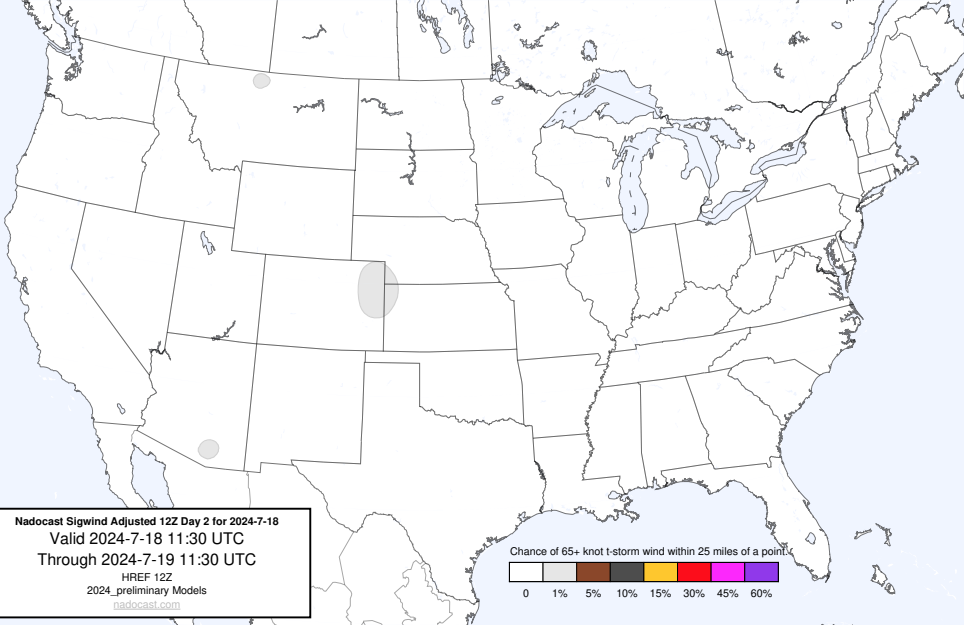 Nadocast Sigwind Adjusted 12Z Day 2 for 2024-7-18
Valid 2024-7-18 11:30 UTC
Through 2024-7-19 11:30 UTC
HREF 12Z
2024_preliminary Models
nadocast.com
Chance of 65+ knot t-storm wind within 25 miles of a point.
0 1% 5% 10% 15% 30% 45% 60%